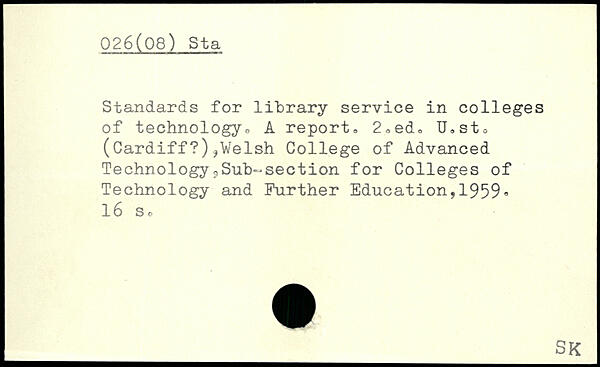 026(08) Sta
Standards for library service in colleges
of technology. A report. 2.ed. U.st.
(Cardiff?),Welsh College of Advanced
Technology,Sub-section for Colleges of
Technology and Further Education,1959.
16 s.
SK